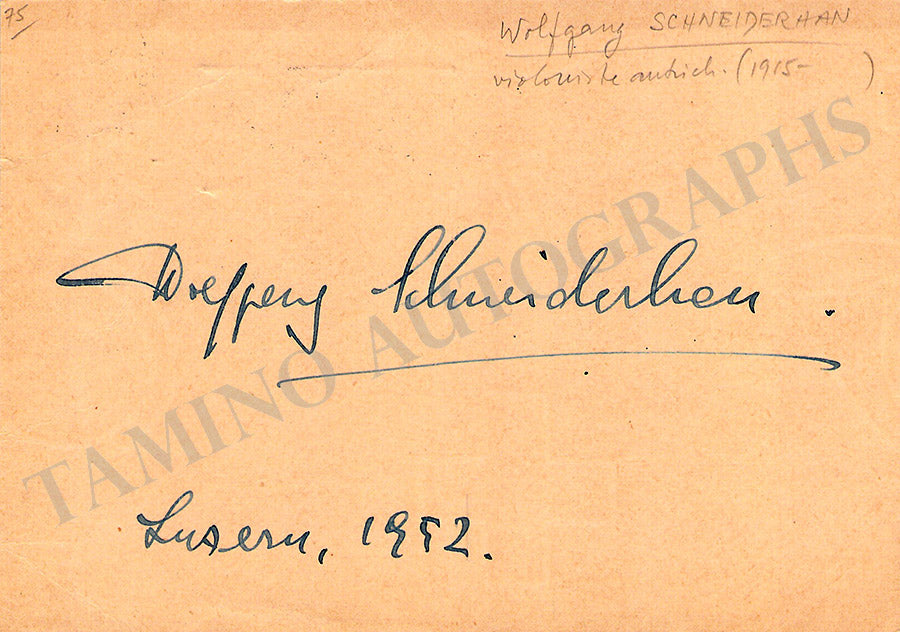 75
Wolfgang SCHNEIDERHAN
violoniste autrich. (1915- )
Wolfgang Schneiderhan.
TAMINO AUTOGRAPHS
Luzern, 1952.